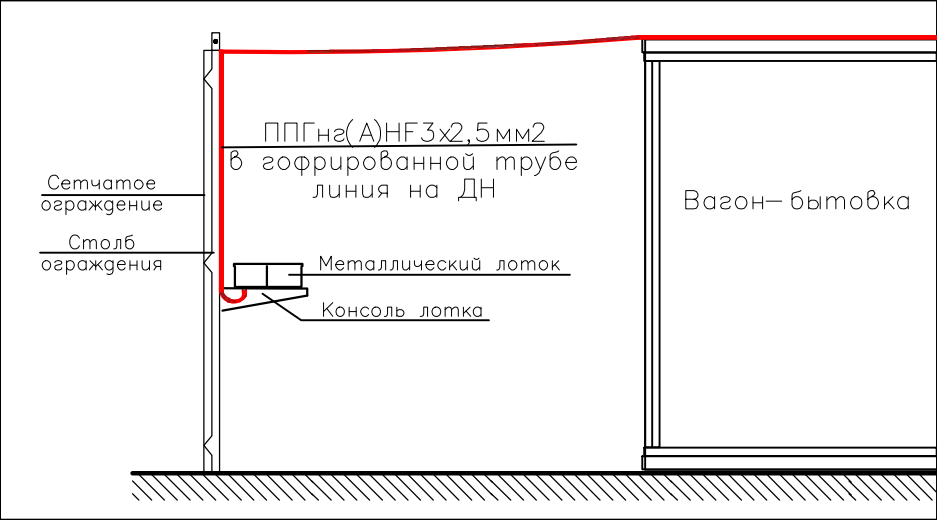 ППГнг(А)HF3х2,5мм2
в гофрированной трубе
линия на ДН
Сетчатое
ограждение
Вагон-бытовка
Столб
ограждения
Металлический лоток
Консоль лотка